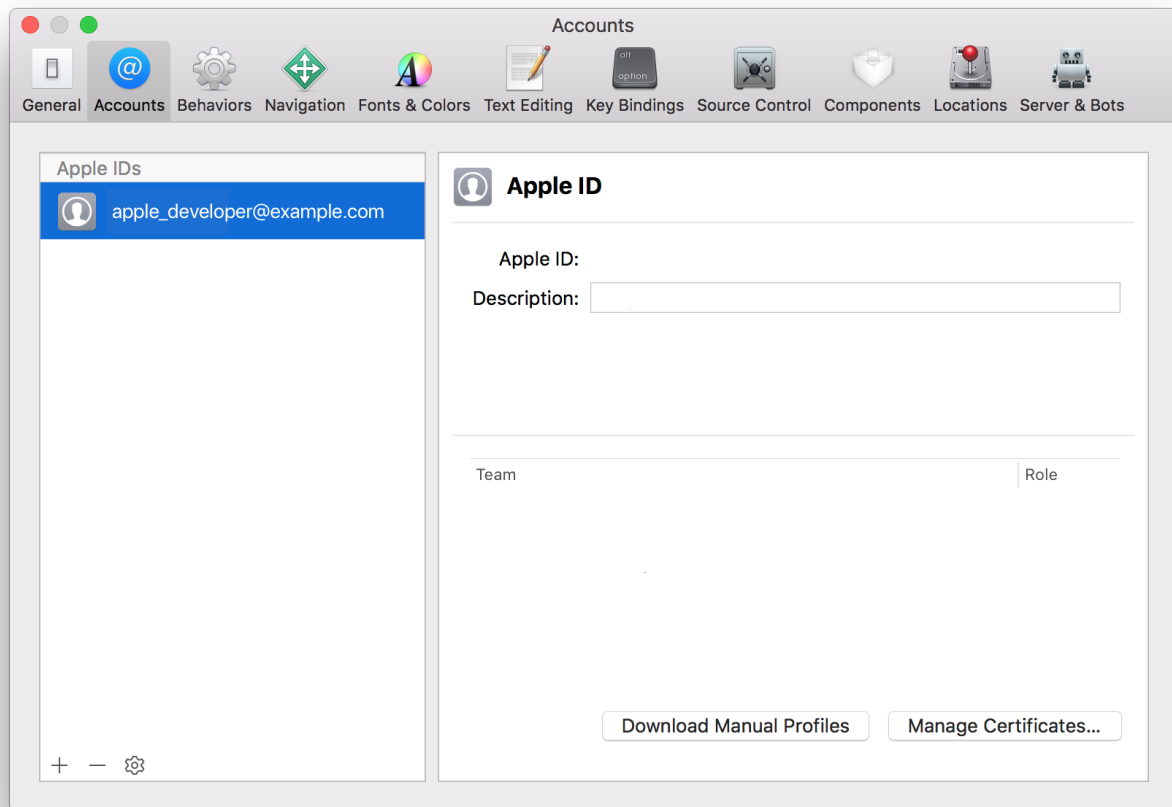 Accounts
alt
option
General Accounts Behaviors Navigation Fonts & Colors Text Editing Key Bindings Source Control Components Locations Server & Bots
Apple IDs
apple_developer@example.com
Apple ID
Apple ID:
Description:
Team Role
Download Manual Profiles Manage Certificates...